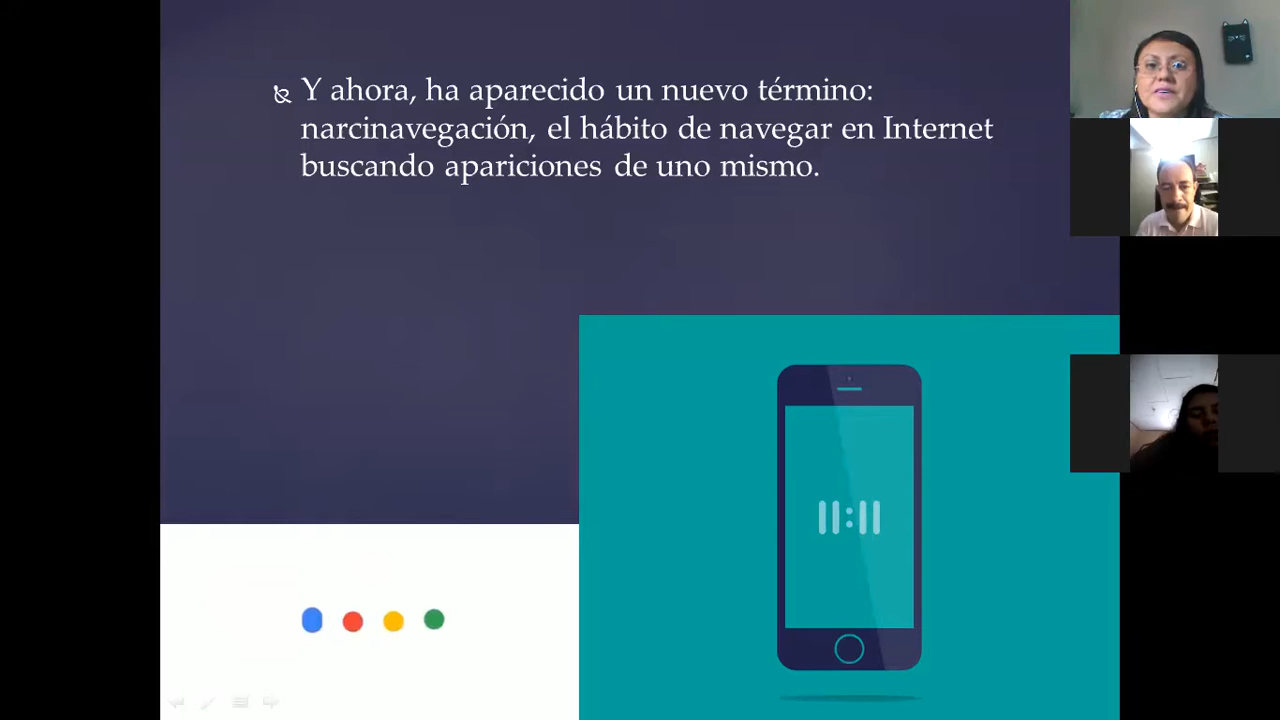 Y ahora, ha aparecido un nuevo término:
narcinavegación, el hábito de navegar en Internet
buscando apariciones de uno mismo.
11:11